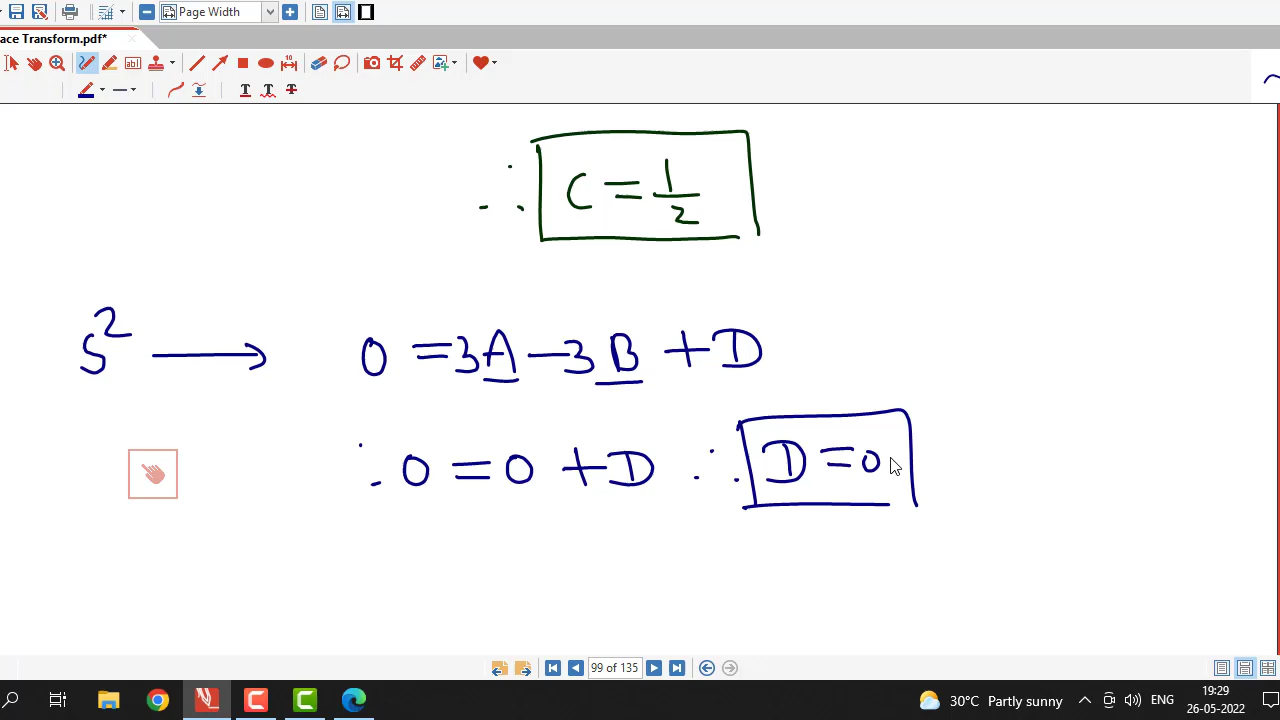 Page Width
ace Transform.pdf*
∴ C = 1/2
S² → 0 = 3A − 3B + D
∴ 0 = 0 + D ∴ D = 0
99 of 135
30°C Partly sunny ENG 19:29
26-05-2022